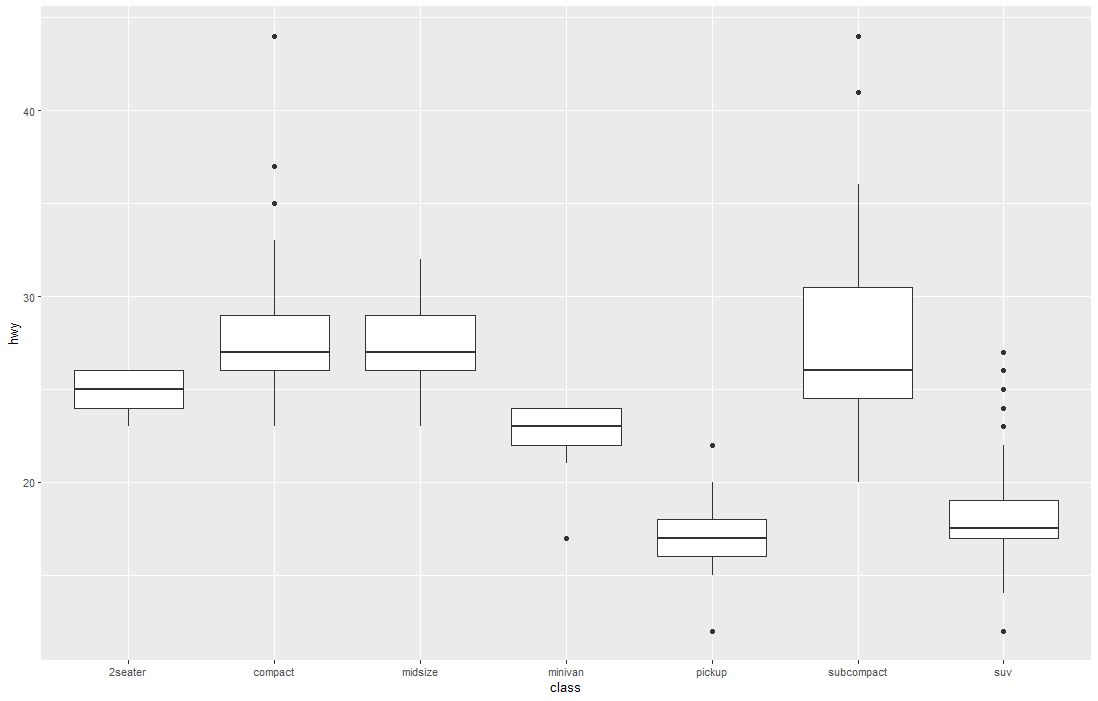 hwy
40
30
20
2seater compact midsize minivan pickup subcompact suv
class